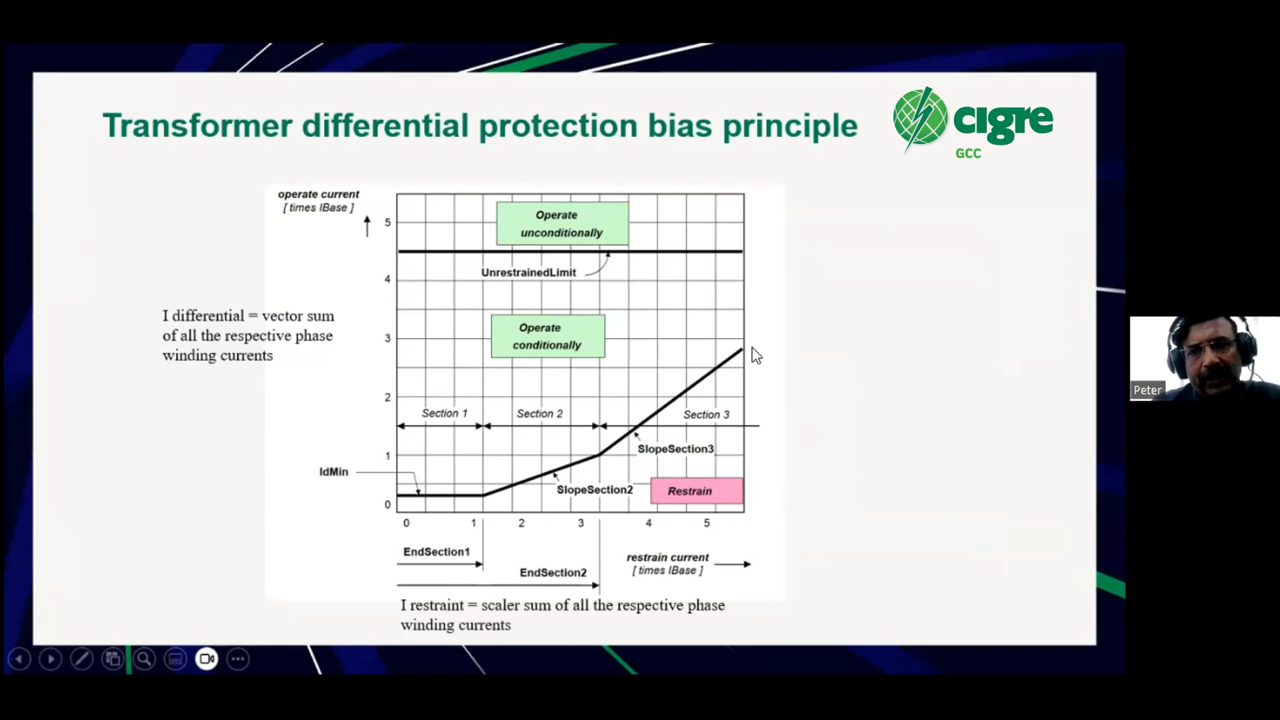 Transformer differential protection bias principle
cigre
GCC
operate current
[ times IBase ]
5
4
3
2
1
0
Operate
unconditionally
UnrestrainedLimit
Operate
conditionally
I differential = vector sum
of all the respective phase
winding currents
Section 1
Section 2
Section 3
SlopeSection3
IdMin
SlopeSection2
Restrain
0
1
2
3
4
5
EndSection1
EndSection2
restrain current
[ times IBase ]
I restraint = scaler sum of all the respective phase
winding currents
Peter